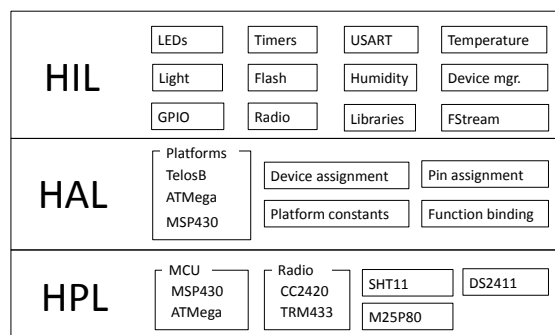 HIL
LEDs Timers USART Temperature
Light Flash Humidity Device mgr.
GPIO Radio Libraries FStream
HAL
Platforms
TelosB
ATMega
MSP430
Device assignment Pin assignment
Platform constants Function binding
HPL
MCU
MSP430
ATMega
Radio
CC2420
TRM433
SHT11 DS2411
M25P80